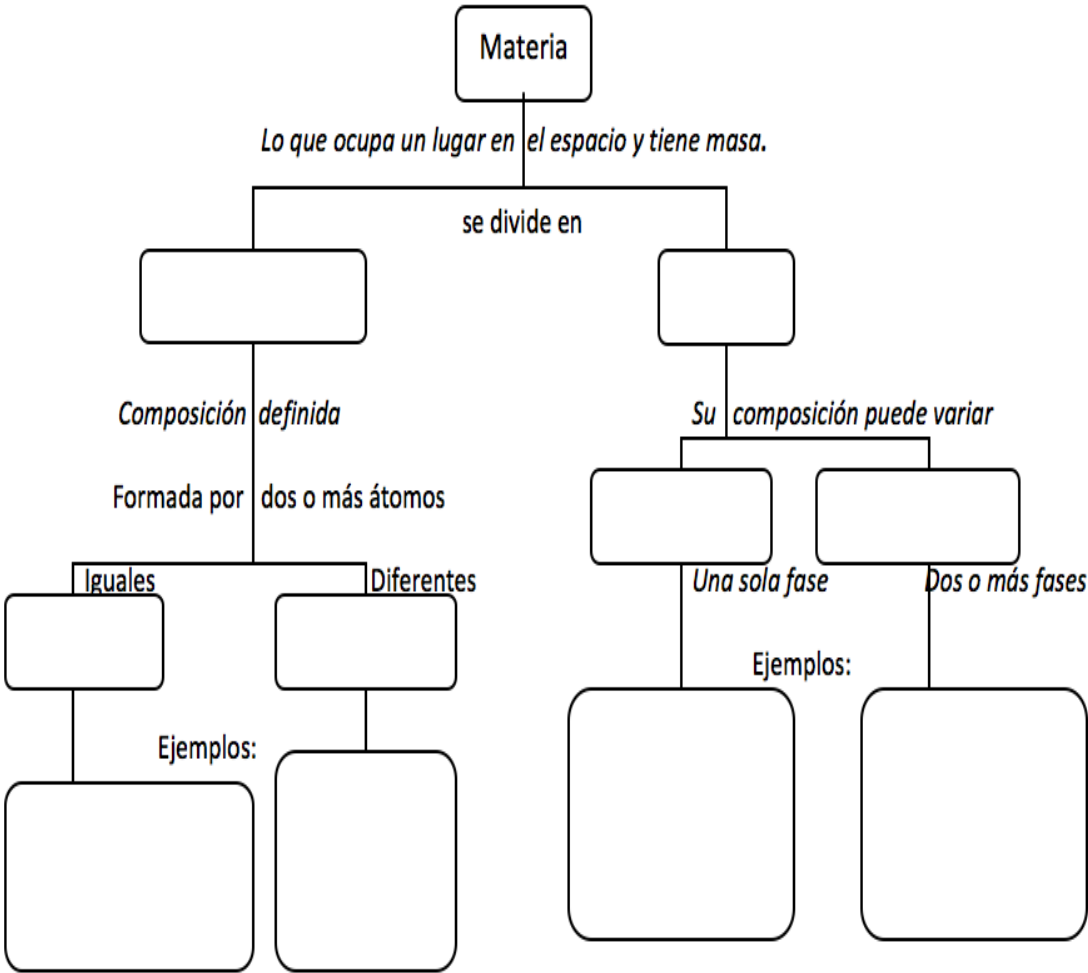 Materia
Lo que ocupa un lugar en el espacio y tiene masa.
se divide en
Composición definida
Su composición puede variar
Formada por dos o más átomos
Iguales
Diferentes
Una sola fase
Dos o más fases
Ejemplos:
Ejemplos: